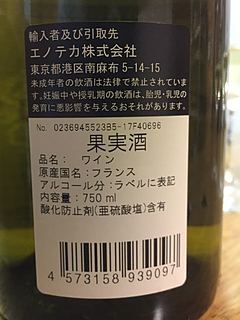 輸入者及び引取先
エノテカ株式会社
東京都港区南麻布 5-14-15
未成年者の飲酒は法律で禁止されています。
妊娠中や授乳期の飲酒は、胎児・乳児の
発育に悪影響を与えるおそれがあります。
No. 0236945523B5-17F40696
果実酒
品名： ワイン
原産国名：フランス
アルコール分：ラベルに表記
内容量：750 ml
酸化防止剤(亜硫酸塩)含有
4 573158 939097